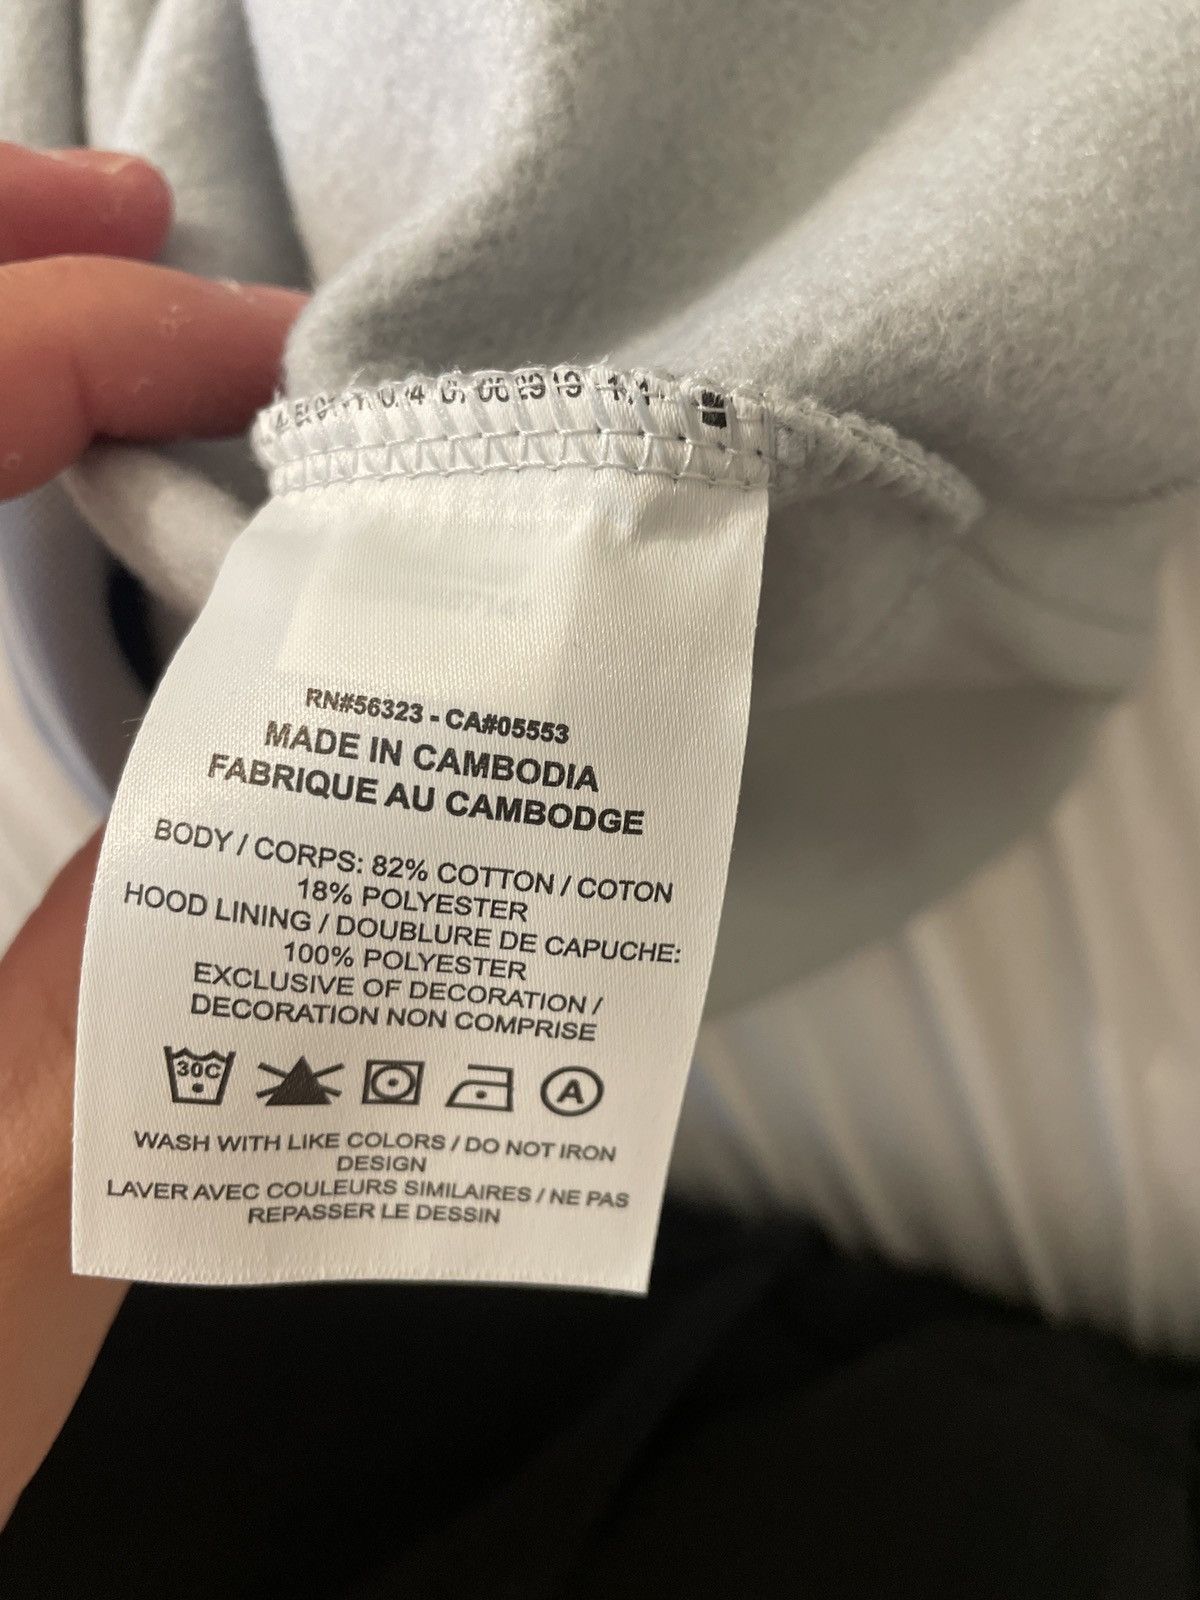 RN#56323 - CA#05553
MADE IN CAMBODIA
FABRIQUE AU CAMBODGE
BODY / CORPS: 82% COTTON / COTON
18% POLYESTER
HOOD LINING / DOUBLURE DE CAPUCHE:
100% POLYESTER
EXCLUSIVE OF DECORATION /
DECORATION NON COMPRISE
30C
A
WASH WITH LIKE COLORS / DO NOT IRON
DESIGN
LAVER AVEC COULEURS SIMILAIRES / NE PAS
REPASSER LE DESSIN